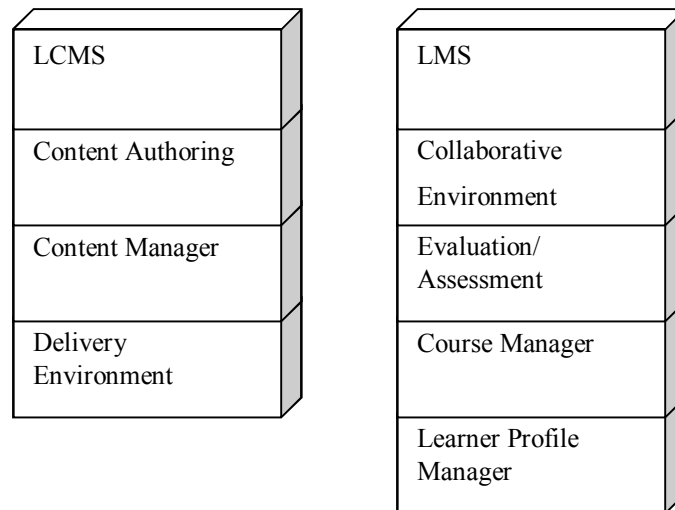 LCMS
Content Authoring
Content Manager
Delivery
Environment
LMS
Collaborative
Environment
Evaluation/
Assessment
Course Manager
Learner Profile
Manager